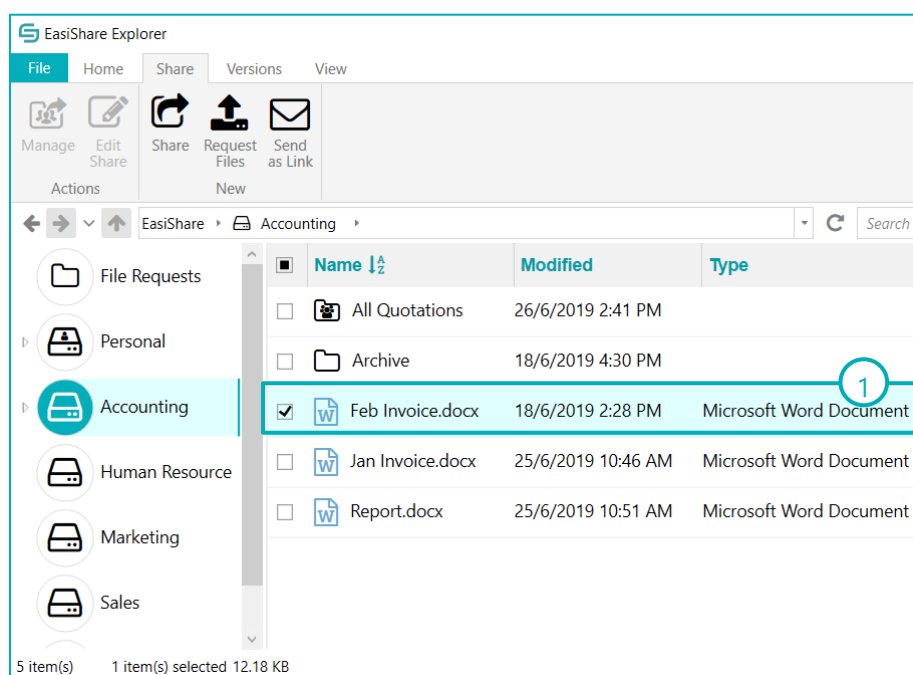 EasiShare Explorer
File Home Share Versions View
Manage Edit Share Share Request Files Send as Link
Actions New
EasiShare Accounting Search
File Requests
Personal
Accounting
Human Resource
Marketing
Sales
Name Modified Type
All Quotations 26/6/2019 2:41 PM
Archive 18/6/2019 4:30 PM
1
Feb Invoice.docx 18/6/2019 2:28 PM Microsoft Word Document
Jan Invoice.docx 25/6/2019 10:46 AM Microsoft Word Document
Report.docx 25/6/2019 10:51 AM Microsoft Word Document
5 item(s) 1 item(s) selected 12.18 KB